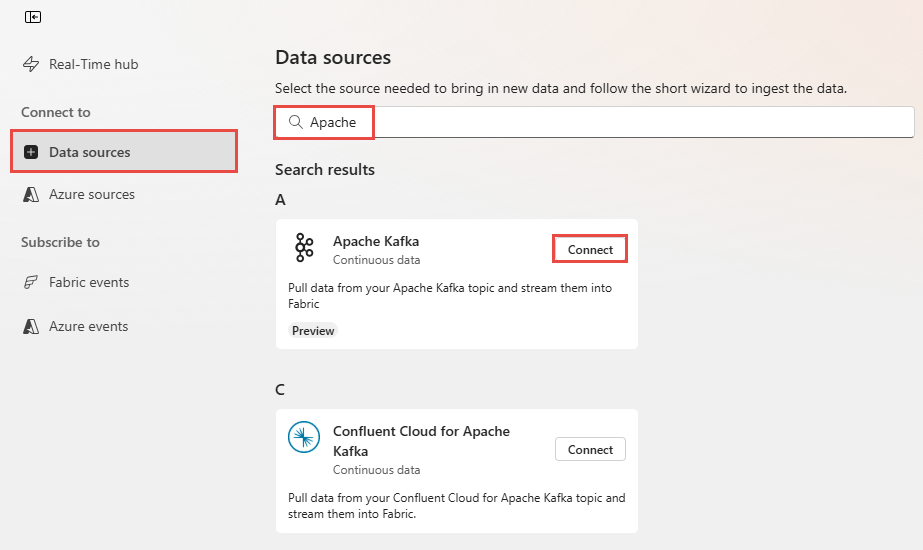 Real-Time hub
Connect to
Data sources
Azure sources
Subscribe to
Fabric events
Azure events
Data sources
Select the source needed to bring in new data and follow the short wizard to ingest the data.
Apache
Search results
A
Apache Kafka
Continuous data
Connect
Pull data from your Apache Kafka topic and stream them into
Fabric
Preview
C
Confluent Cloud for Apache
Kafka
Continuous data
Connect
Pull data from your Confluent Cloud for Apache Kafka topic and
stream them into Fabric.